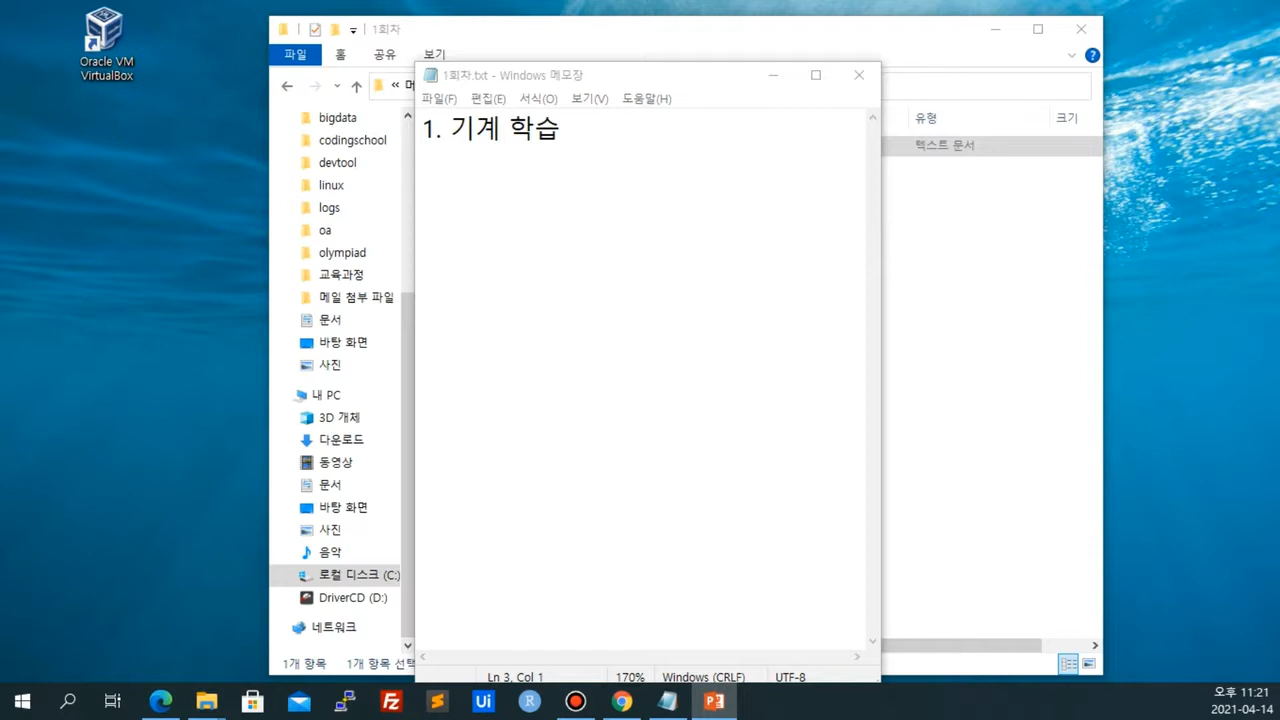 Oracle VM
VirtualBox
1회차
파일
홈
공유
보기
1회차.txt - Windows 메모장
파일(F)
편집(E)
서식(O)
보기(V)
도움말(H)
1. 기계 학습
유형
크기
텍스트 문서
bigdata
codingschool
devtool
linux
logs
oa
olympiad
교육과정
메일 첨부 파일
문서
바탕 화면
사진
내 PC
3D 개체
다운로드
동영상
문서
바탕 화면
사진
음악
로컬 디스크 (C:)
DriverCD (D:)
네트워크
1개 항목
1개 항목 선택
Ln 3, Col 1
170%
Windows (CRLF)
UTF-8
오후 11:21
2021-04-14